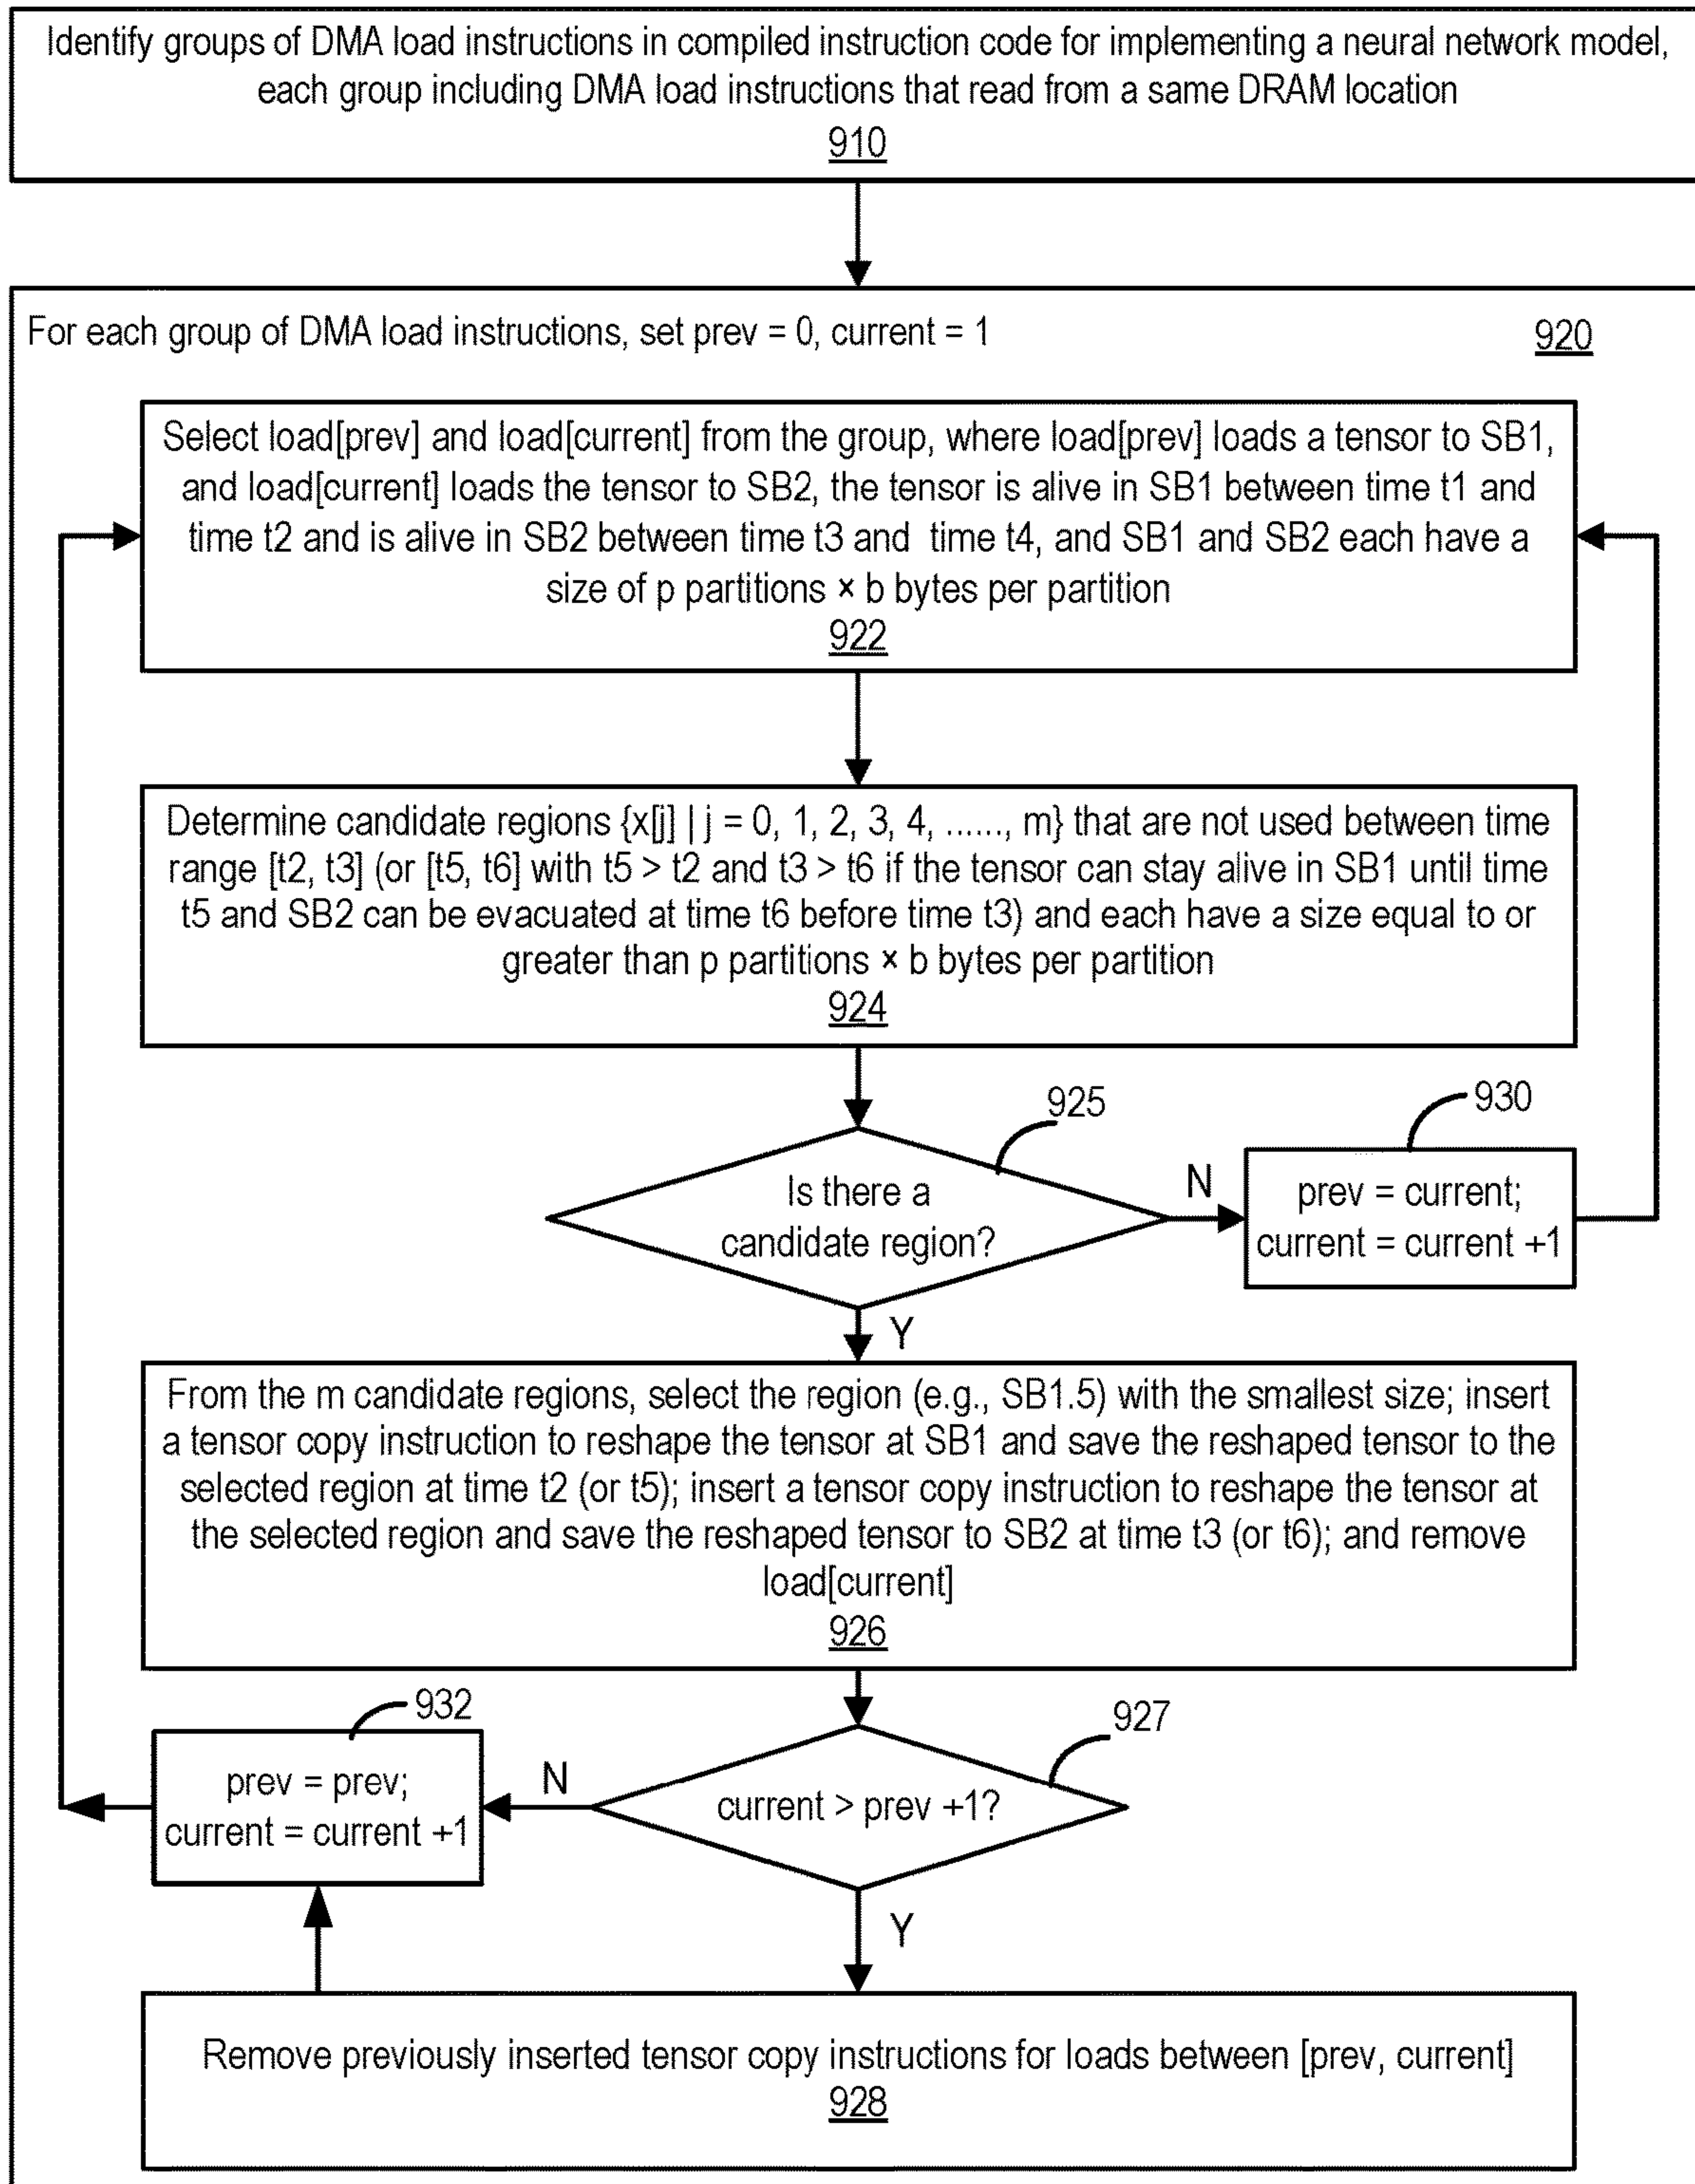 Identify groups of DMA load instructions in compiled instruction code for implementing a neural network model,
each group including DMA load instructions that read from a same DRAM location
910
For each group of DMA load instructions, set prev = 0, current = 1
920
Select load[prev] and load[current] from the group, where load[prev] loads a tensor to SB1,
and load[current] loads the tensor to SB2, the tensor is alive in SB1 between time t1 and
time t2 and is alive in SB2 between time t3 and time t4, and SB1 and SB2 each have a
size of p partitions × b bytes per partition
922
Determine candidate regions {x[j] | j = 0, 1, 2, 3, 4, ......, m} that are not used between time
range [t2, t3] (or [t5, t6] with t5 > t2 and t3 > t6 if the tensor can stay alive in SB1 until time
t5 and SB2 can be evacuated at time t6 before time t3) and each have a size equal to or
greater than p partitions × b bytes per partition
924
925
930
Is there a
candidate region?
N
prev = current;
current = current +1
Y
From the m candidate regions, select the region (e.g., SB1.5) with the smallest size; insert
a tensor copy instruction to reshape the tensor at SB1 and save the reshaped tensor to the
selected region at time t2 (or t5); insert a tensor copy instruction to reshape the tensor at
the selected region and save the reshaped tensor to SB2 at time t3 (or t6); and remove
load[current]
926
932
927
prev = prev;
current = current +1
N
current > prev +1?
Y
Remove previously inserted tensor copy instructions for loads between [prev, current]
928